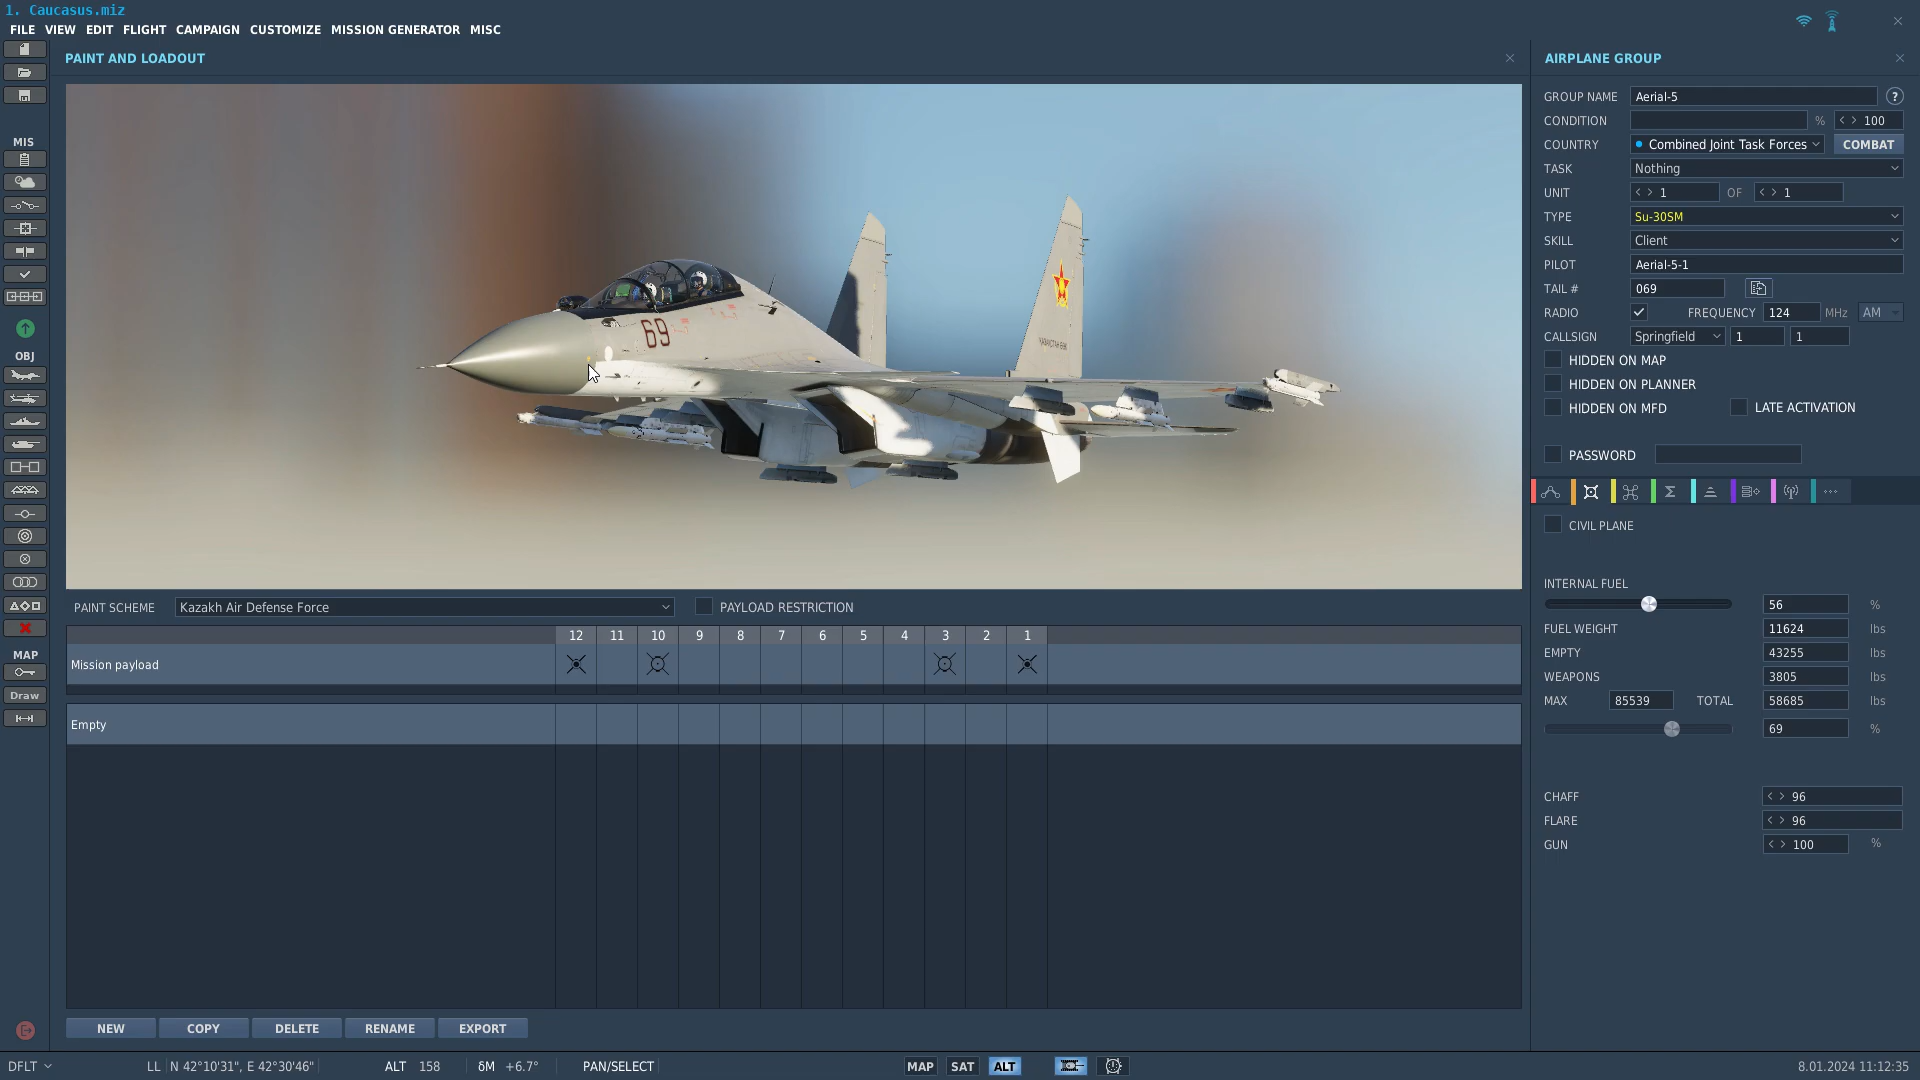 1. Caucasus.miz
FILE VIEW EDIT FLIGHT CAMPAIGN CUSTOMIZE MISSION GENERATOR MISC
PAINT AND LOADOUT
AIRPLANE GROUP
GROUP NAME Aerial-5 ?
CONDITION % < > 100
COUNTRY Combined Joint Task Forces COMBAT
TASK Nothing
UNIT < > 1 OF < > 1
TYPE Su-30SM
SKILL Client
PILOT Aerial-5-1
TAIL # 069
RADIO FREQUENCY 124 MHz AM
CALLSIGN Springfield 1 1
HIDDEN ON MAP
HIDDEN ON PLANNER
HIDDEN ON MFD LATE ACTIVATION
PASSWORD
CIVIL PLANE
INTERNAL FUEL
56 %
FUEL WEIGHT 11624 lbs
EMPTY 43255 lbs
WEAPONS 3805 lbs
MAX 85539 TOTAL 58685 lbs
69 %
CHAFF < > 96
FLARE < > 96
GUN < > 100 %
MIS
OBJ
MAP
Draw
69
PAINT SCHEME Kazakh Air Defense Force PAYLOAD RESTRICTION
12 11 10 9 8 7 6 5 4 3 2 1
Mission payload
Empty
NEW COPY DELETE RENAME EXPORT
DFLT LL N 42°10'31", E 42°30'46" ALT 158 δM +6.7° PAN/SELECT MAP SAT ALT 8.01.2024 11:12:35